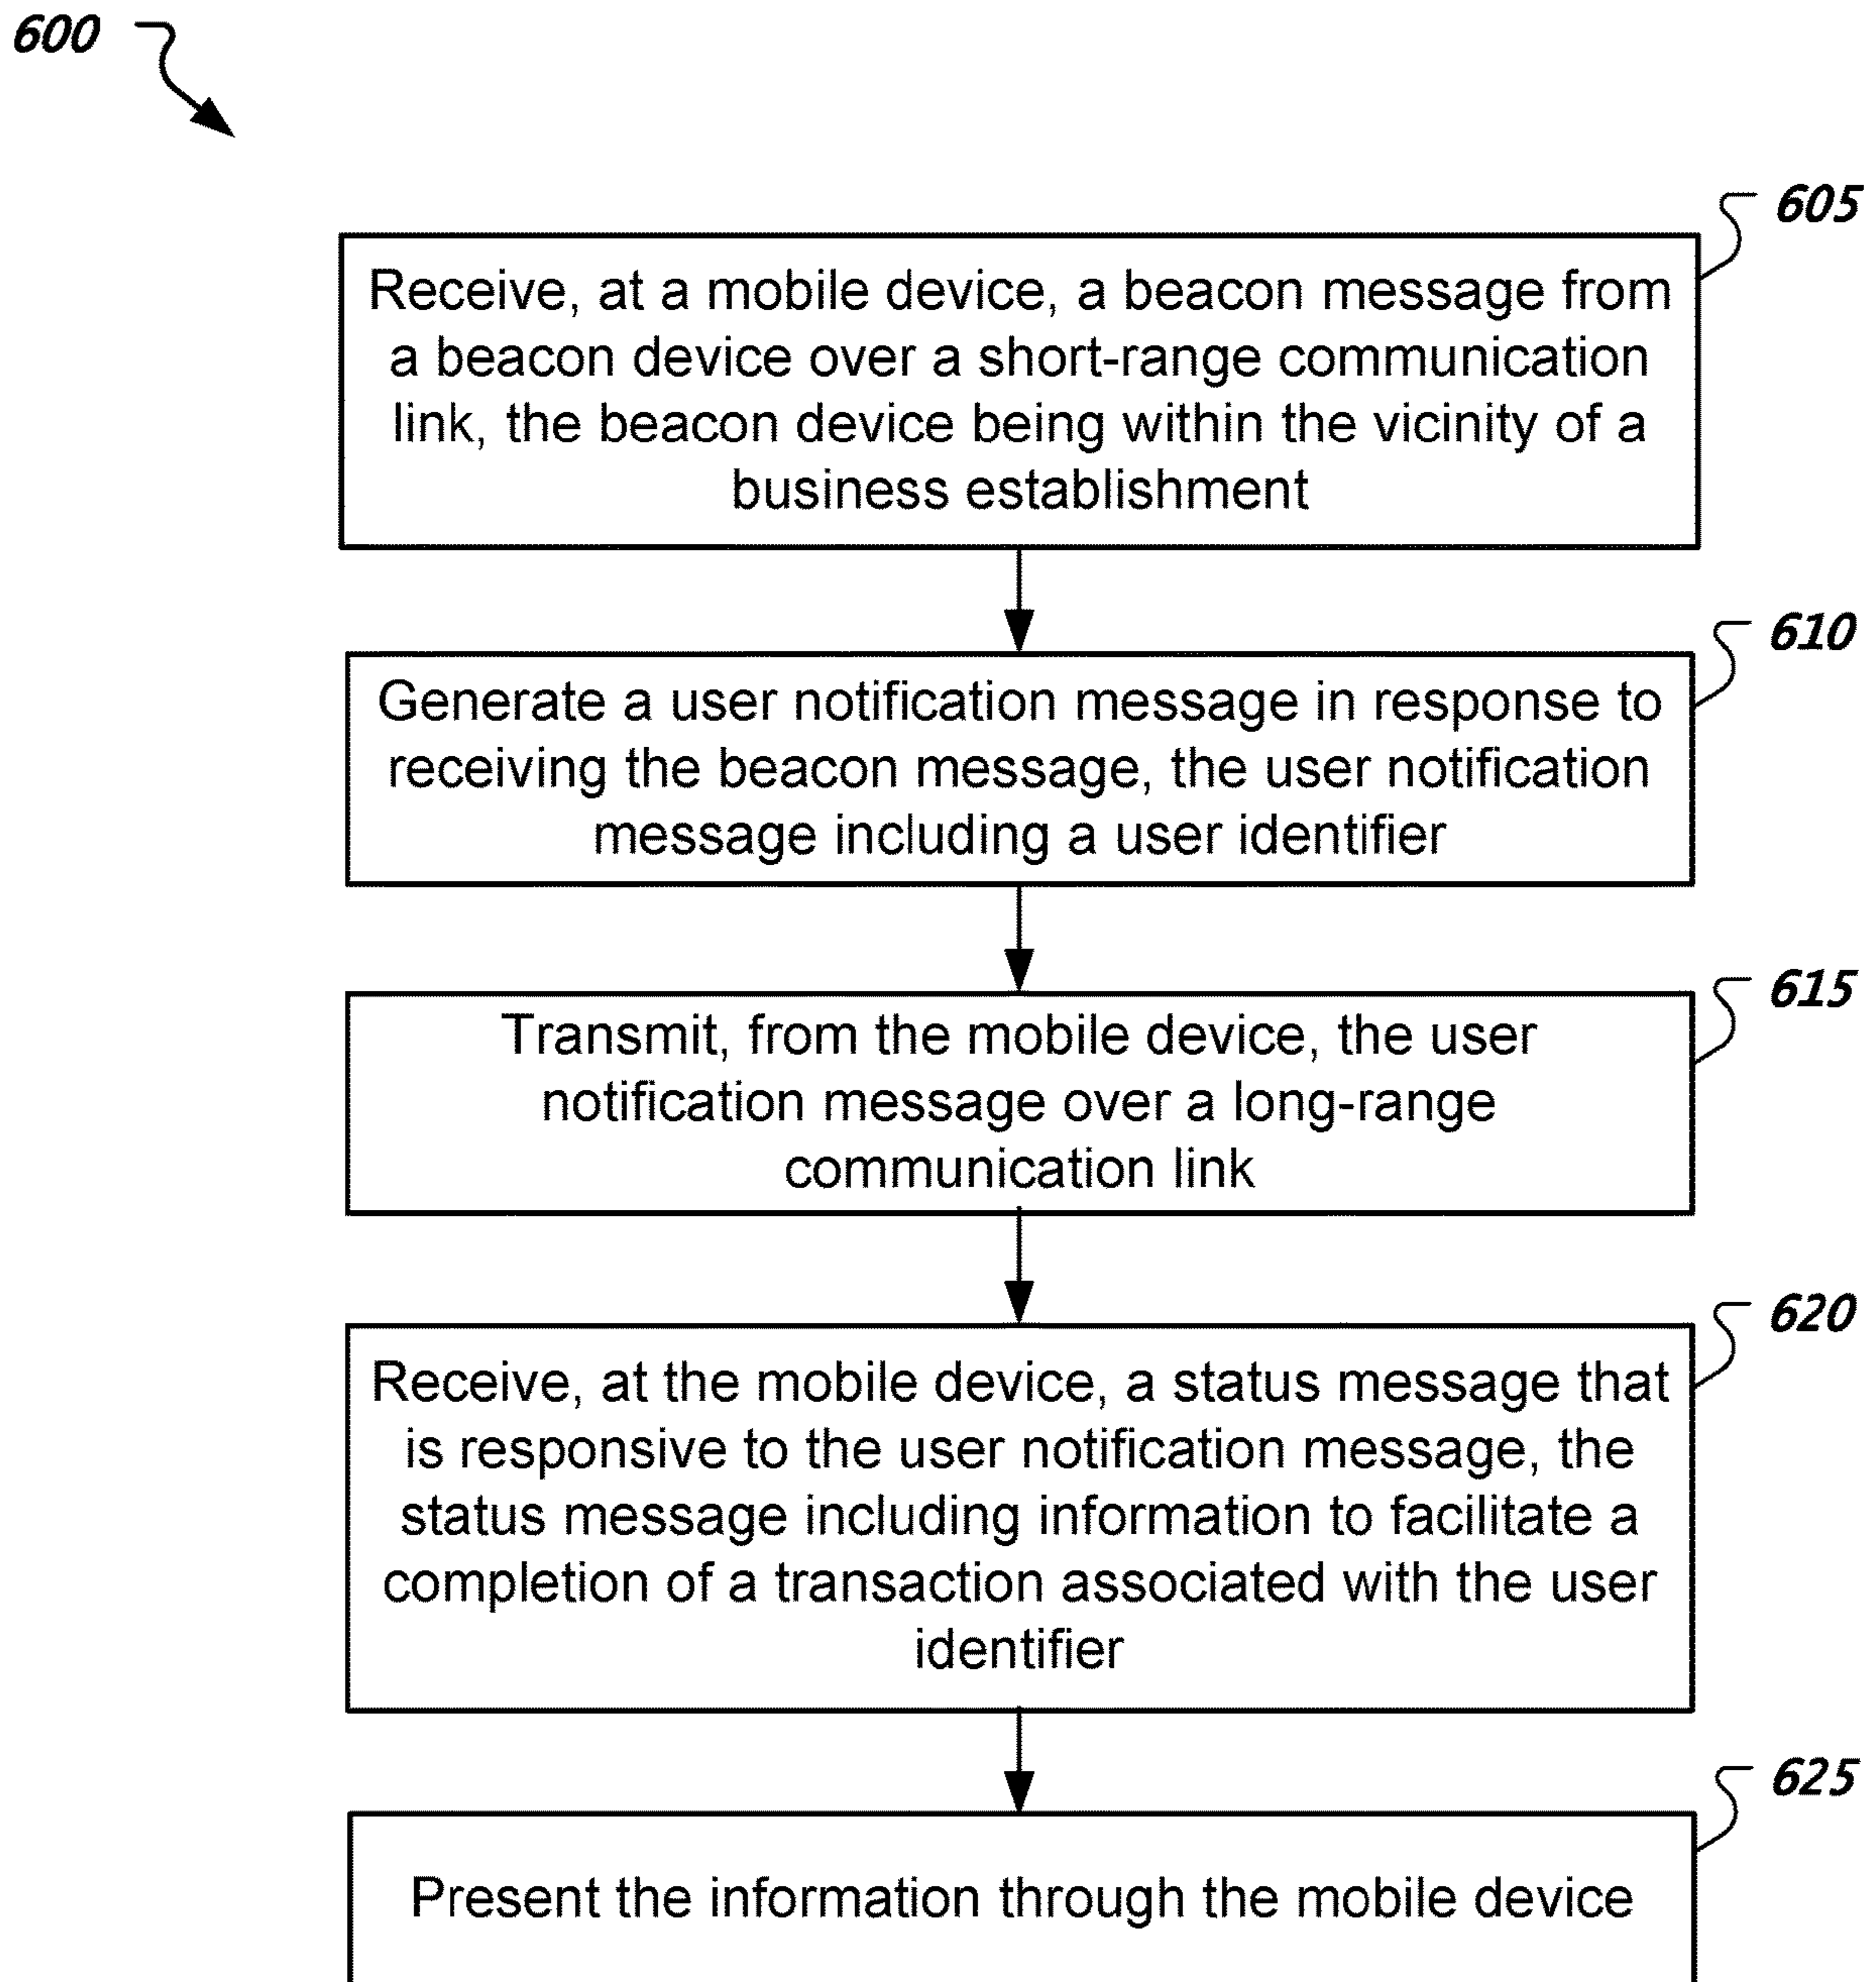 600
605
Receive, at a mobile device, a beacon message from
a beacon device over a short-range communication
link, the beacon device being within the vicinity of a
business establishment
610
Generate a user notification message in response to
receiving the beacon message, the user notification
message including a user identifier
615
Transmit, from the mobile device, the user
notification message over a long-range
communication link
620
Receive, at the mobile device, a status message that
is responsive to the user notification message, the
status message including information to facilitate a
completion of a transaction associated with the user
identifier
625
Present the information through the mobile device